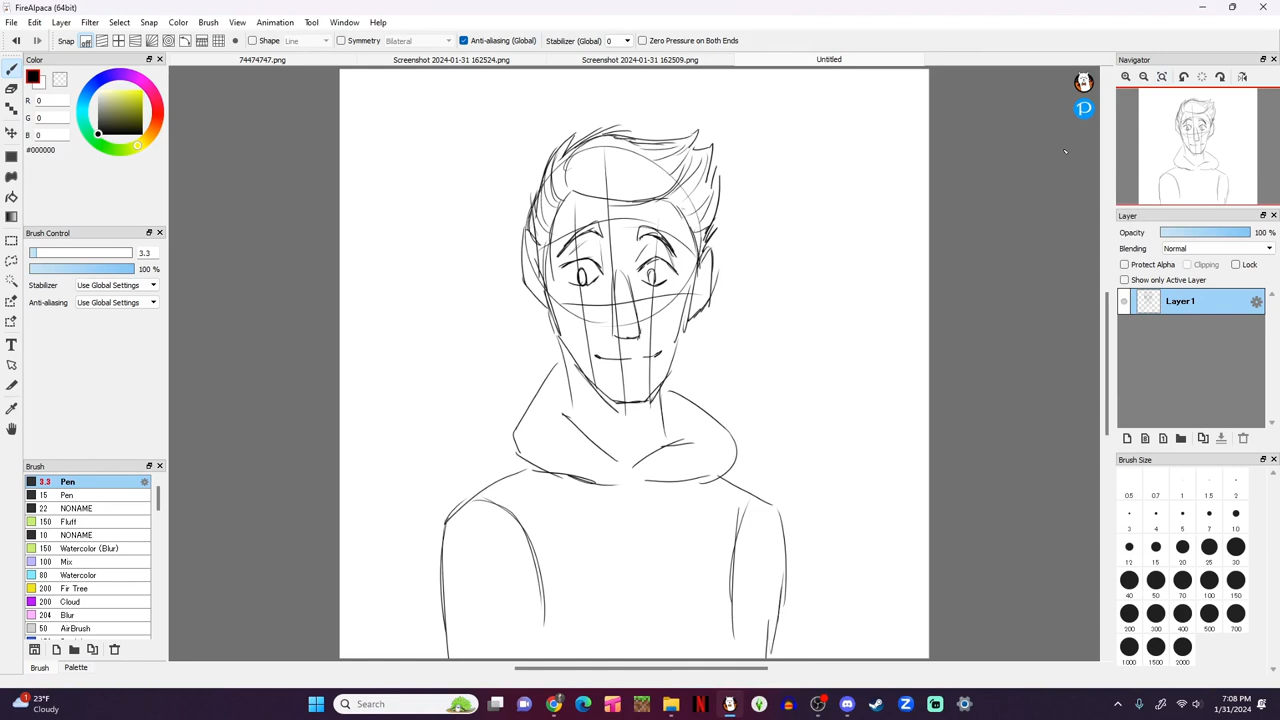 FireAlpaca (64bit)
File Edit Layer Filter Select Snap Color Brush View Animation Tool Window Help
Snap off Shape Line Symmetry Bilateral Anti-aliasing (Global) Stabilizer (Global) 0 Zero Pressure on Both Ends
74474747.png Screenshot 2024-01-31 162524.png Screenshot 2024-01-31 162509.png Untitled
Color
R 0
G 0
B 0
#000000
Brush Control
3.3
100 %
Stabilizer Use Global Settings
Anti-aliasing Use Global Settings
Brush
3.3 Pen
15 Pen
22 NONAME
150 Fluff
10 NONAME
150 Watercolor (Blur)
100 Mix
80 Watercolor
200 Fir Tree
200 Cloud
204 Blur
50 AirBrush
Brush Palette
P
Navigator
Layer
Opacity 100 %
Blending Normal
Protect Alpha Clipping Lock
Show only Active Layer
Layer1
Brush Size
0.5 0.7 1 1.5 2
3 4 5 7 10
12 15 20 25 30
40 50 70 100 150
200 300 400 500 700
1000 1500 2000
1
23°F
Cloudy
Search
N
7:08 PM
1/31/2024